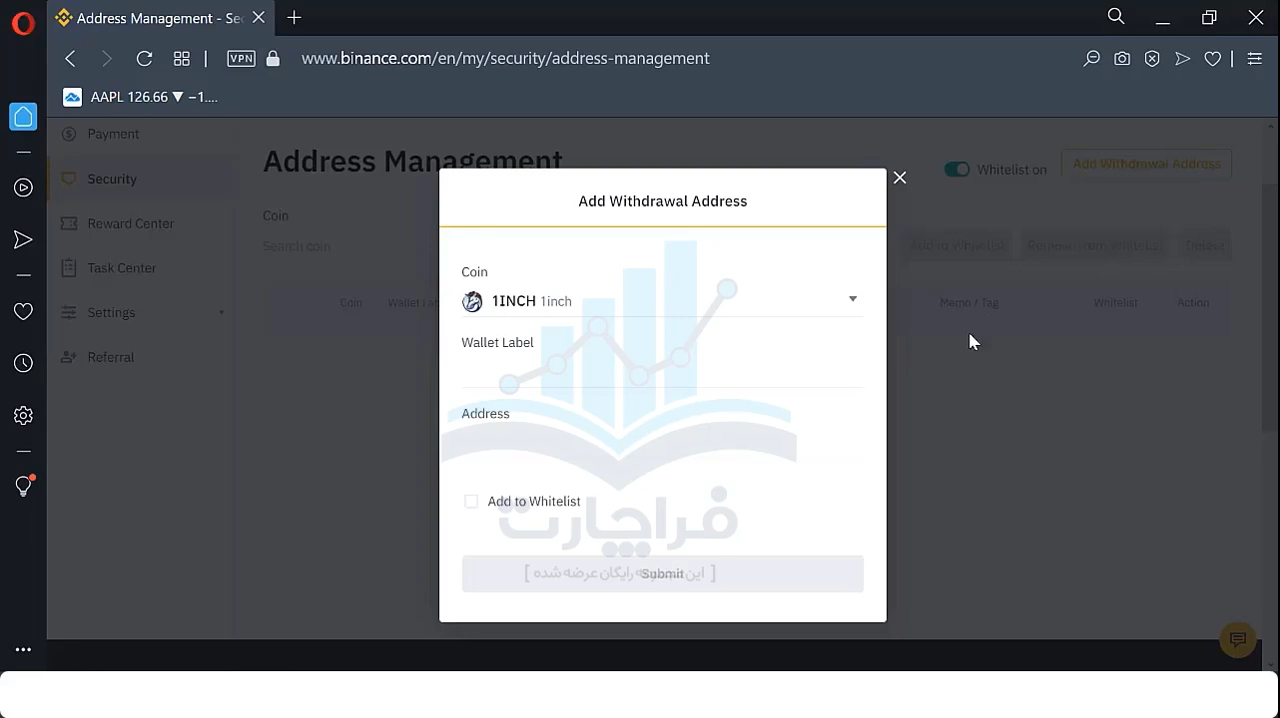 Address Management - Sec
VPN
www.binance.com/en/my/security/address-management
AAPL 126.66 ▼ −1....
Payment
Security
Reward Center
Task Center
Settings
Referral
Address Management
Whitelist on
Add Withdrawal Address
Coin
Search coin
Add to Whitelist
Remove from Whitelist
Delete
Coin
Memo / Tag
Whitelist
Action
Add Withdrawal Address
Coin
1INCH 1inch
Wallet Label
Address
Add to Whitelist
فراچارت
Submit
[ این رایگان عرضه شده ]